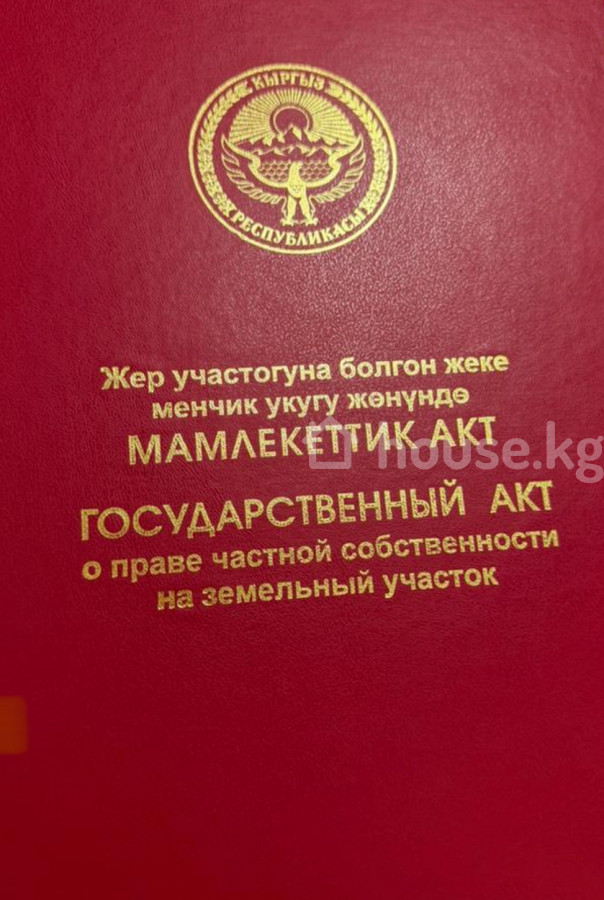 КЫРГЫЗ
РЕСПУБЛИКАСЫ
Жер участогуна болгон жеке
менчик укугу жөнүндө
МАМЛЕКЕТТИК АКТ
house.kg
ГОСУДАРСТВЕННЫЙ АКТ
о праве частной собственности
на земельный участок